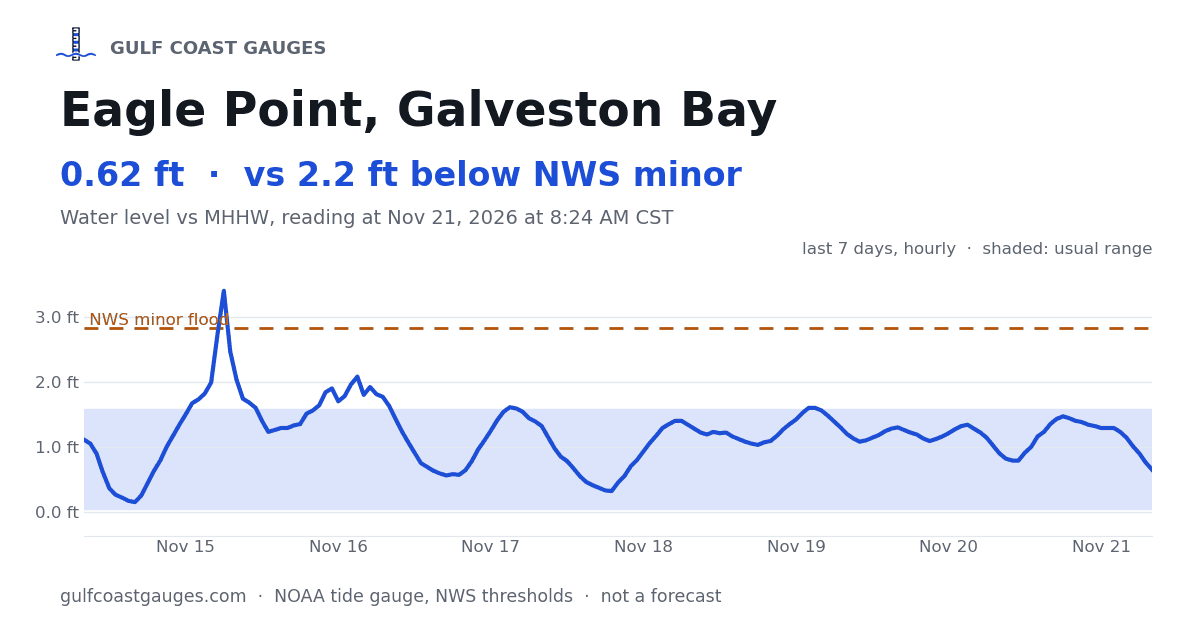 GULF COAST GAUGES
Eagle Point, Galveston Bay
0.62 ft · vs 2.2 ft below NWS minor
Water level vs MHHW, reading at Nov 21, 2026 at 8:24 AM CST
last 7 days, hourly · shaded: usual range
3.0 ft
NWS minor flood
2.0 ft
1.0 ft
0.0 ft
Nov 15 Nov 16 Nov 17 Nov 18 Nov 19 Nov 20 Nov 21
gulfcoastgauges.com · NOAA tide gauge, NWS thresholds · not a forecast